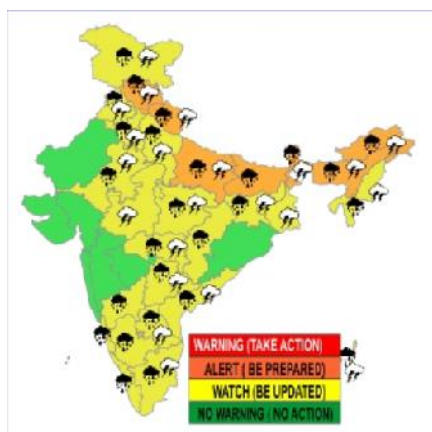 WARNING (TAKE ACTION)
ALERT ( BE PREPARED)
WATCH (BE UPDATED)
NO WARNING ( NO ACTION)